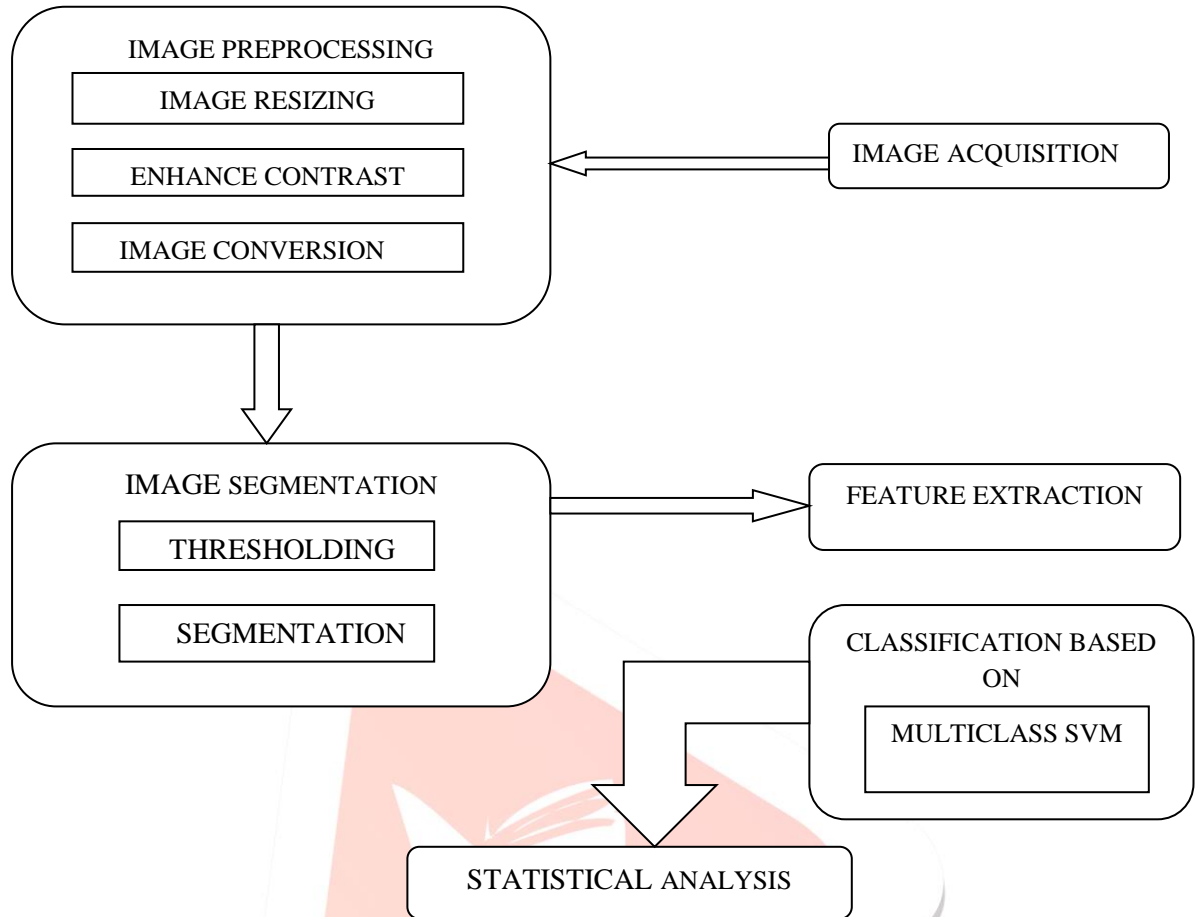 IMAGE PREPROCESSING
IMAGE RESIZING
ENHANCE CONTRAST
IMAGE CONVERSION
IMAGE ACQUISITION
IMAGE SEGMENTATION
THRESHOLDING
SEGMENTATION
FEATURE EXTRACTION
CLASSIFICATION BASED
ON
MULTICLASS SVM
STATISTICAL ANALYSIS